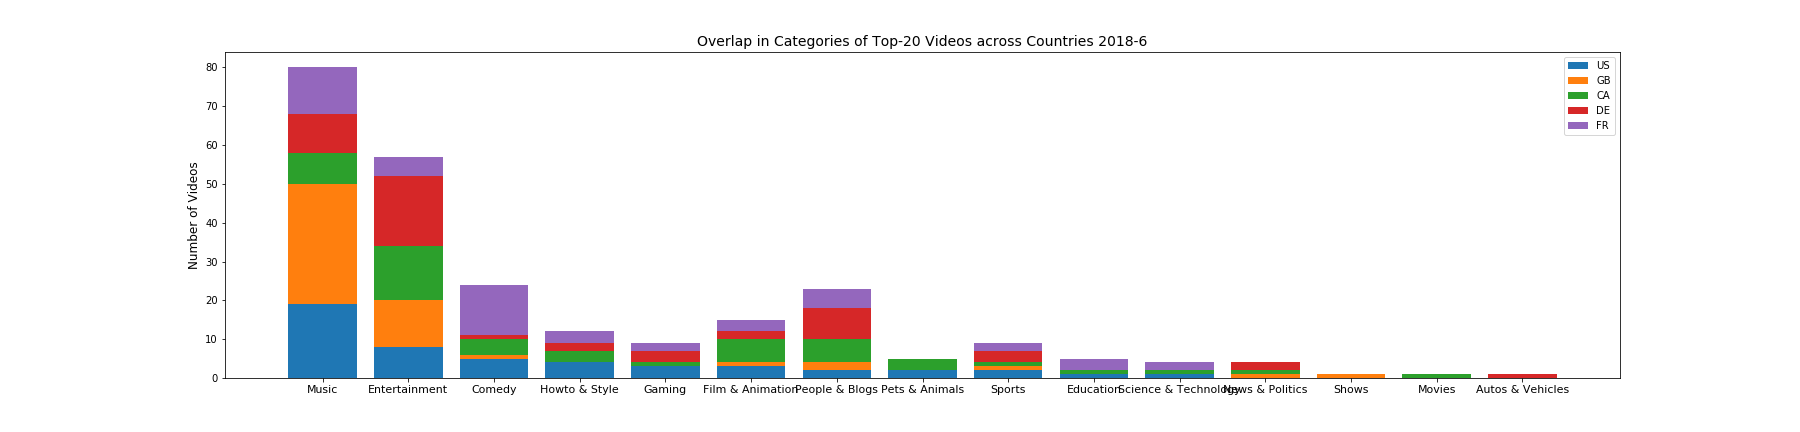 Overlap in Categories of Top-20 Videos across Countries 2018-6
US
GB
CA
DE
FR
Number of Videos
80
70
60
50
40
30
20
10
0
Music Entertainment Comedy Howto & Style Gaming Film & Animation People & Blogs Pets & Animals Sports Education Science & Technology News & Politics Shows Movies Autos & Vehicles